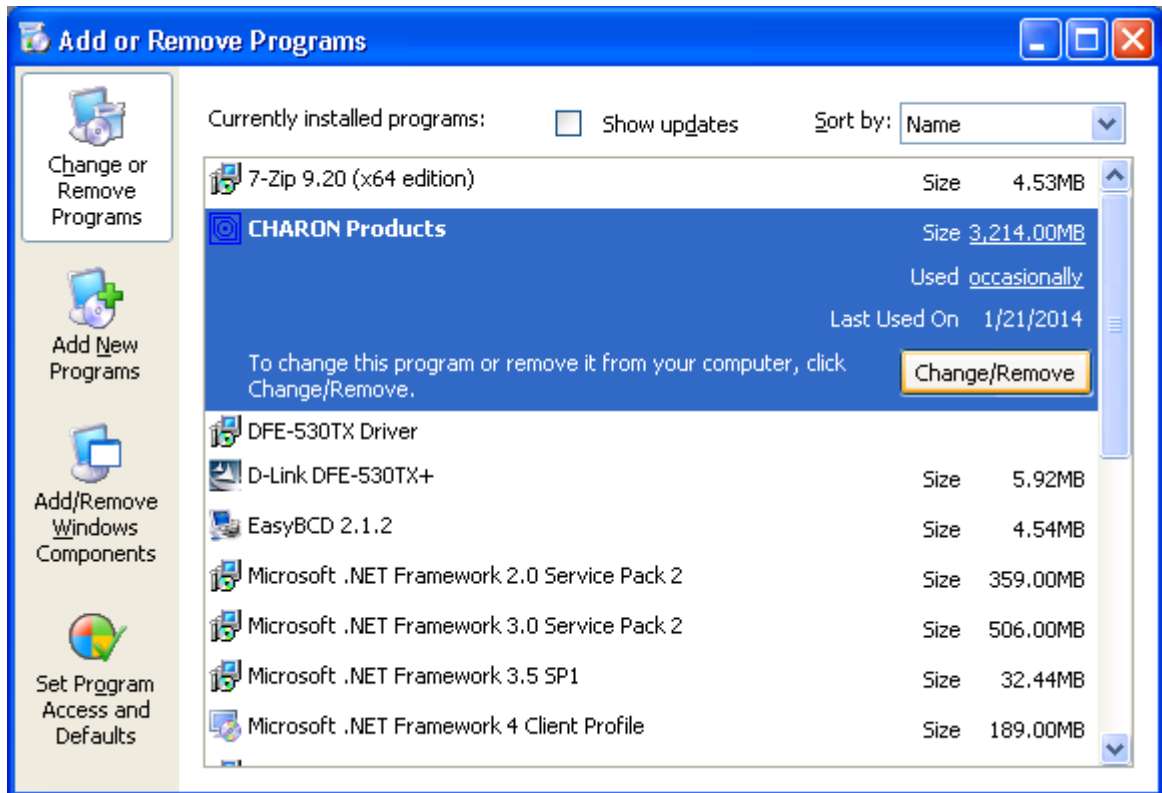 Add or Remove Programs
Change or
Remove
Programs
Add New
Programs
Add/Remove
Windows
Components
Set Program
Access and
Defaults
Currently installed programs: Show updates Sort by: Name
7-Zip 9.20 (x64 edition) Size 4.53MB
CHARON Products Size 3,214.00MB
Used occasionally
Last Used On 1/21/2014
To change this program or remove it from your computer, click
Change/Remove.
Change/Remove
DFE-530TX Driver
D-Link DFE-530TX+ Size 5.92MB
EasyBCD 2.1.2 Size 4.54MB
Microsoft .NET Framework 2.0 Service Pack 2 Size 359.00MB
Microsoft .NET Framework 3.0 Service Pack 2 Size 506.00MB
Microsoft .NET Framework 3.5 SP1 Size 32.44MB
Microsoft .NET Framework 4 Client Profile Size 189.00MB